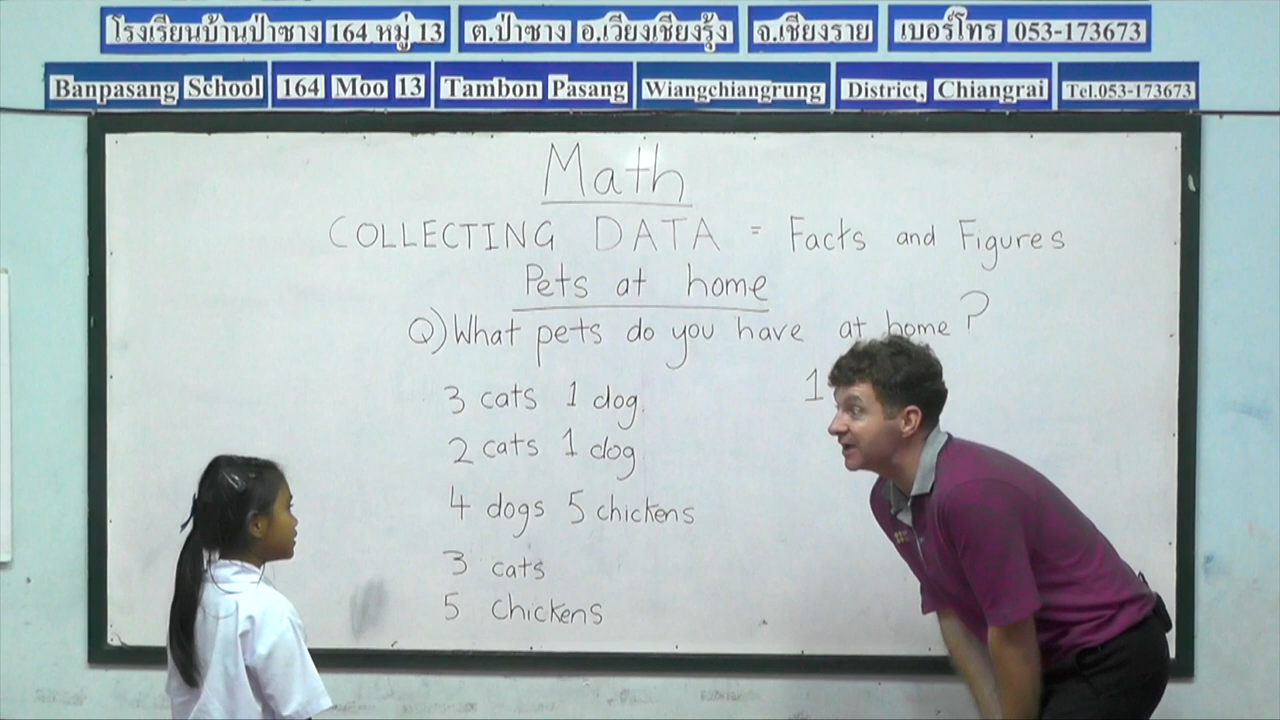 โรงเรียนบ้านป่าซาง 164 หมู่ 13 ต.ป่าซาง อ.เวียงเชียงรุ้ง จ.เชียงราย เบอร์โทร 053-173673
Banpasang School 164 Moo 13 Tambon Pasang Wiangchiangrung District, Chiangrai Tel.053-173673
Math
COLLECTING DATA = Facts and Figures
Pets at home
Q) What pets do you have at home?
3 cats 1 dog. 1
2 cats 1 dog
4 dogs 5 chickens
3 cats
5 chickens